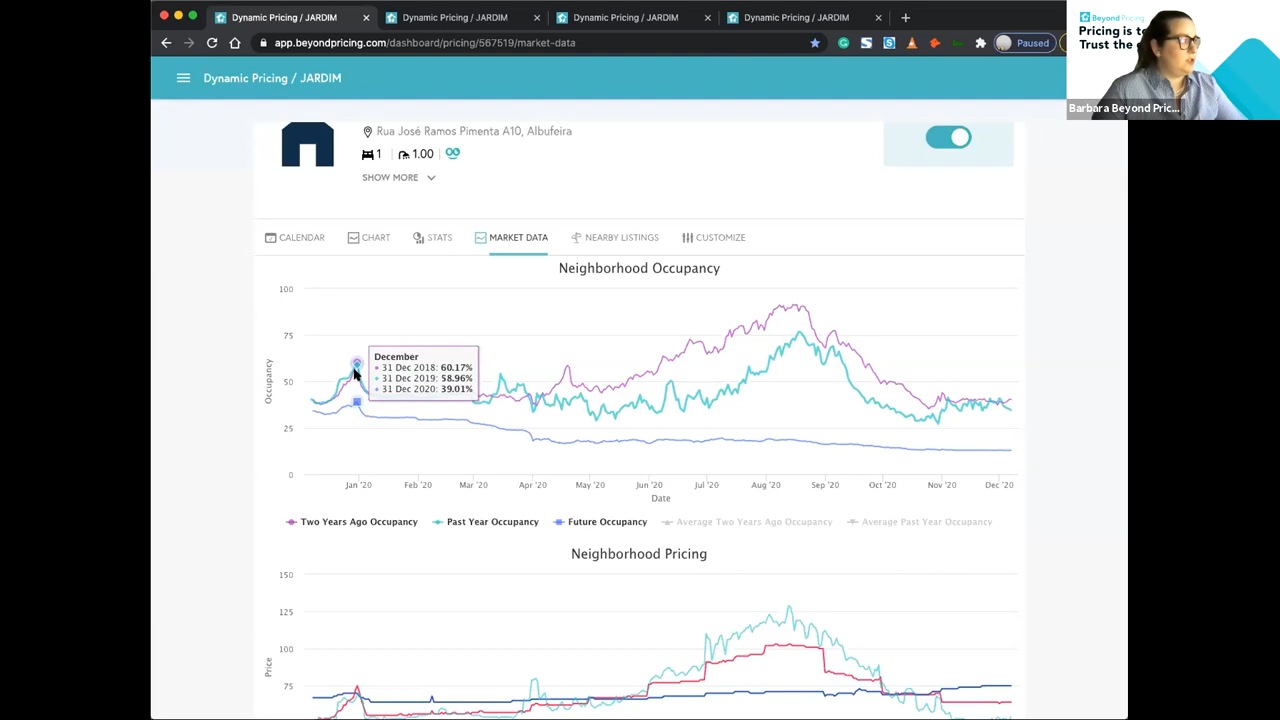 Dynamic Pricing / JARDIM
Dynamic Pricing / JARDIM
Dynamic Pricing / JARDIM
Dynamic Pricing / JARDIM
app.beyondpricing.com/dashboard/pricing/567519/market-data
Paused
Beyond Pricing
Pricing is
Trust the
Barbara Beyond Pric...
Dynamic Pricing / JARDIM
Rua José Ramos Pimenta A10, Albufeira
1 | 1.00
SHOW MORE
CALENDAR CHART STATS MARKET DATA NEARBY LISTINGS CUSTOMIZE
Neighborhood Occupancy
100
75
50
25
0
Occupancy
December
31 Dec 2018: 60.17%
31 Dec 2019: 58.96%
31 Dec 2020: 39.01%
Jan '20 Feb '20 Mar '20 Apr '20 May '20 Jun '20 Jul '20 Aug '20 Sep '20 Oct '20 Nov '20 Dec '20
Date
Two Years Ago Occupancy Past Year Occupancy Future Occupancy Average Two Years Ago Occupancy Average Past Year Occupancy
Neighborhood Pricing
150
125
100
75
Price